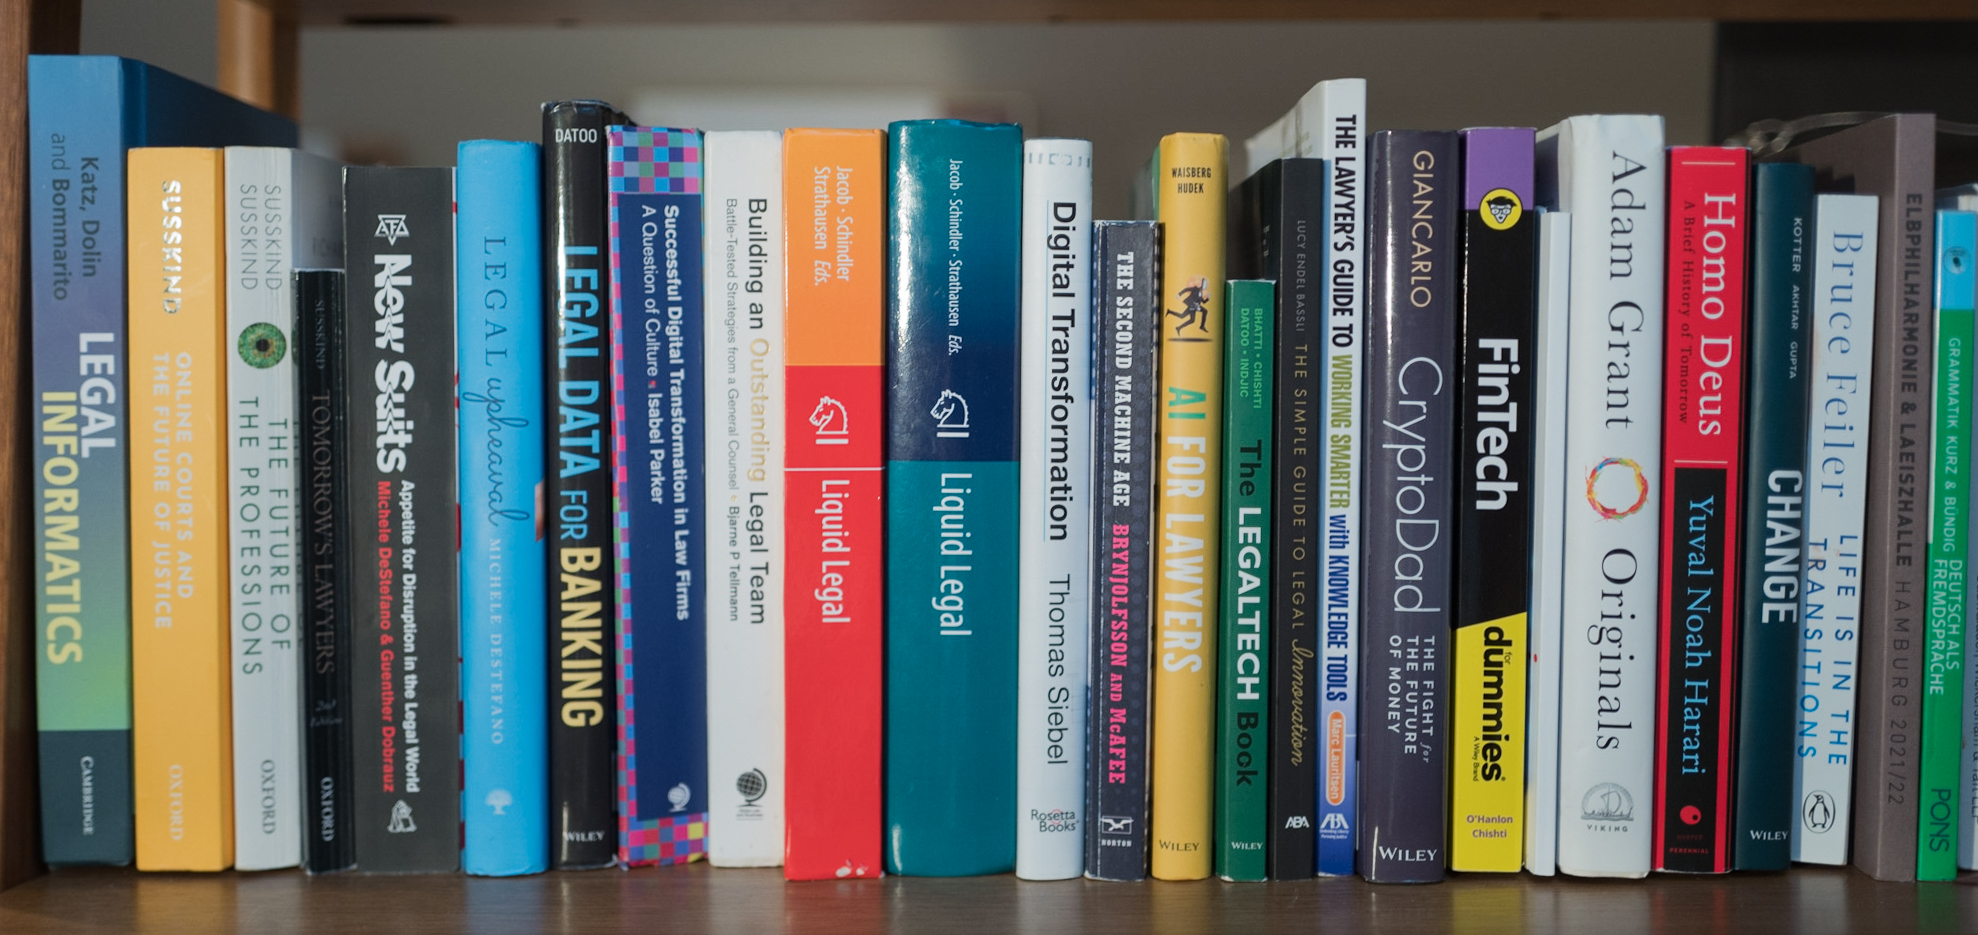 Katz, Dolin
and Bommarito
LEGAL
INFORMATICS
CAMBRIDGE
SUSSKIND
ONLINE COURTS AND
THE FUTURE OF JUSTICE
OXFORD
SUSSKIND
SUSSKIND
THE FUTURE OF
THE PROFESSIONS
OXFORD
SUSSKIND
TOMORROW'S LAWYERS
2nd
Edition
OXFORD
New Suits
Appetite for Disruption in the Legal World
Michele DeStefano & Guenther Dobrauz
LEGAL upheaval
MICHELE DESTEFANO
DATOO
LEGAL DATA FOR BANKING
WILEY
Successful Digital Transformation in Law Firms
A Question of Culture • Isabel Parker
Building an Outstanding Legal Team
Battle-Tested Strategies from a General Counsel • Bjarne P Tellmann
Jacob · Schindler
Strathausen Eds.
Liquid Legal
Jacob · Schindler · Strathausen Eds.
Liquid Legal
Digital Transformation
Thomas Siebel
Rosetta
Books
THE SECOND MACHINE AGE
BRYNJOLFSSON AND McAFEE
NORTON
WAISBERG
HUDEK
AI FOR LAWYERS
WILEY
BHATTI • CHISHTI
DATOO • INDJIC
The LEGALTECH Book
WILEY
LUCY ENDEL BASSLI
THE SIMPLE GUIDE TO LEGAL Innovation
ABA
THE LAWYER'S GUIDE TO WORKING SMARTER with KNOWLEDGE TOOLS
Marc Lauritsen
ABA
GIANCARLO
CryptoDad
THE FIGHT for
THE FUTURE
OF MONEY
WILEY
FinTech
for
dummies
A Wiley Brand
O'Hanlon
Chishti
Adam Grant
Originals
VIKING
Homo Deus
A Brief History of Tomorrow
Yuval Noah Harari
HARPER
PERENNIAL
KOTTER AKHTAR GUPTA
CHANGE
WILEY
Bruce Feiler
LIFE IS IN THE
TRANSITIONS
ELBPHILHARMONIE & LAEISZHALLE HAMBURG 2021/22
GRAMMATIK KURZ & BÜNDIG
DEUTSCH ALS
FREMDSPRACHE
PONS